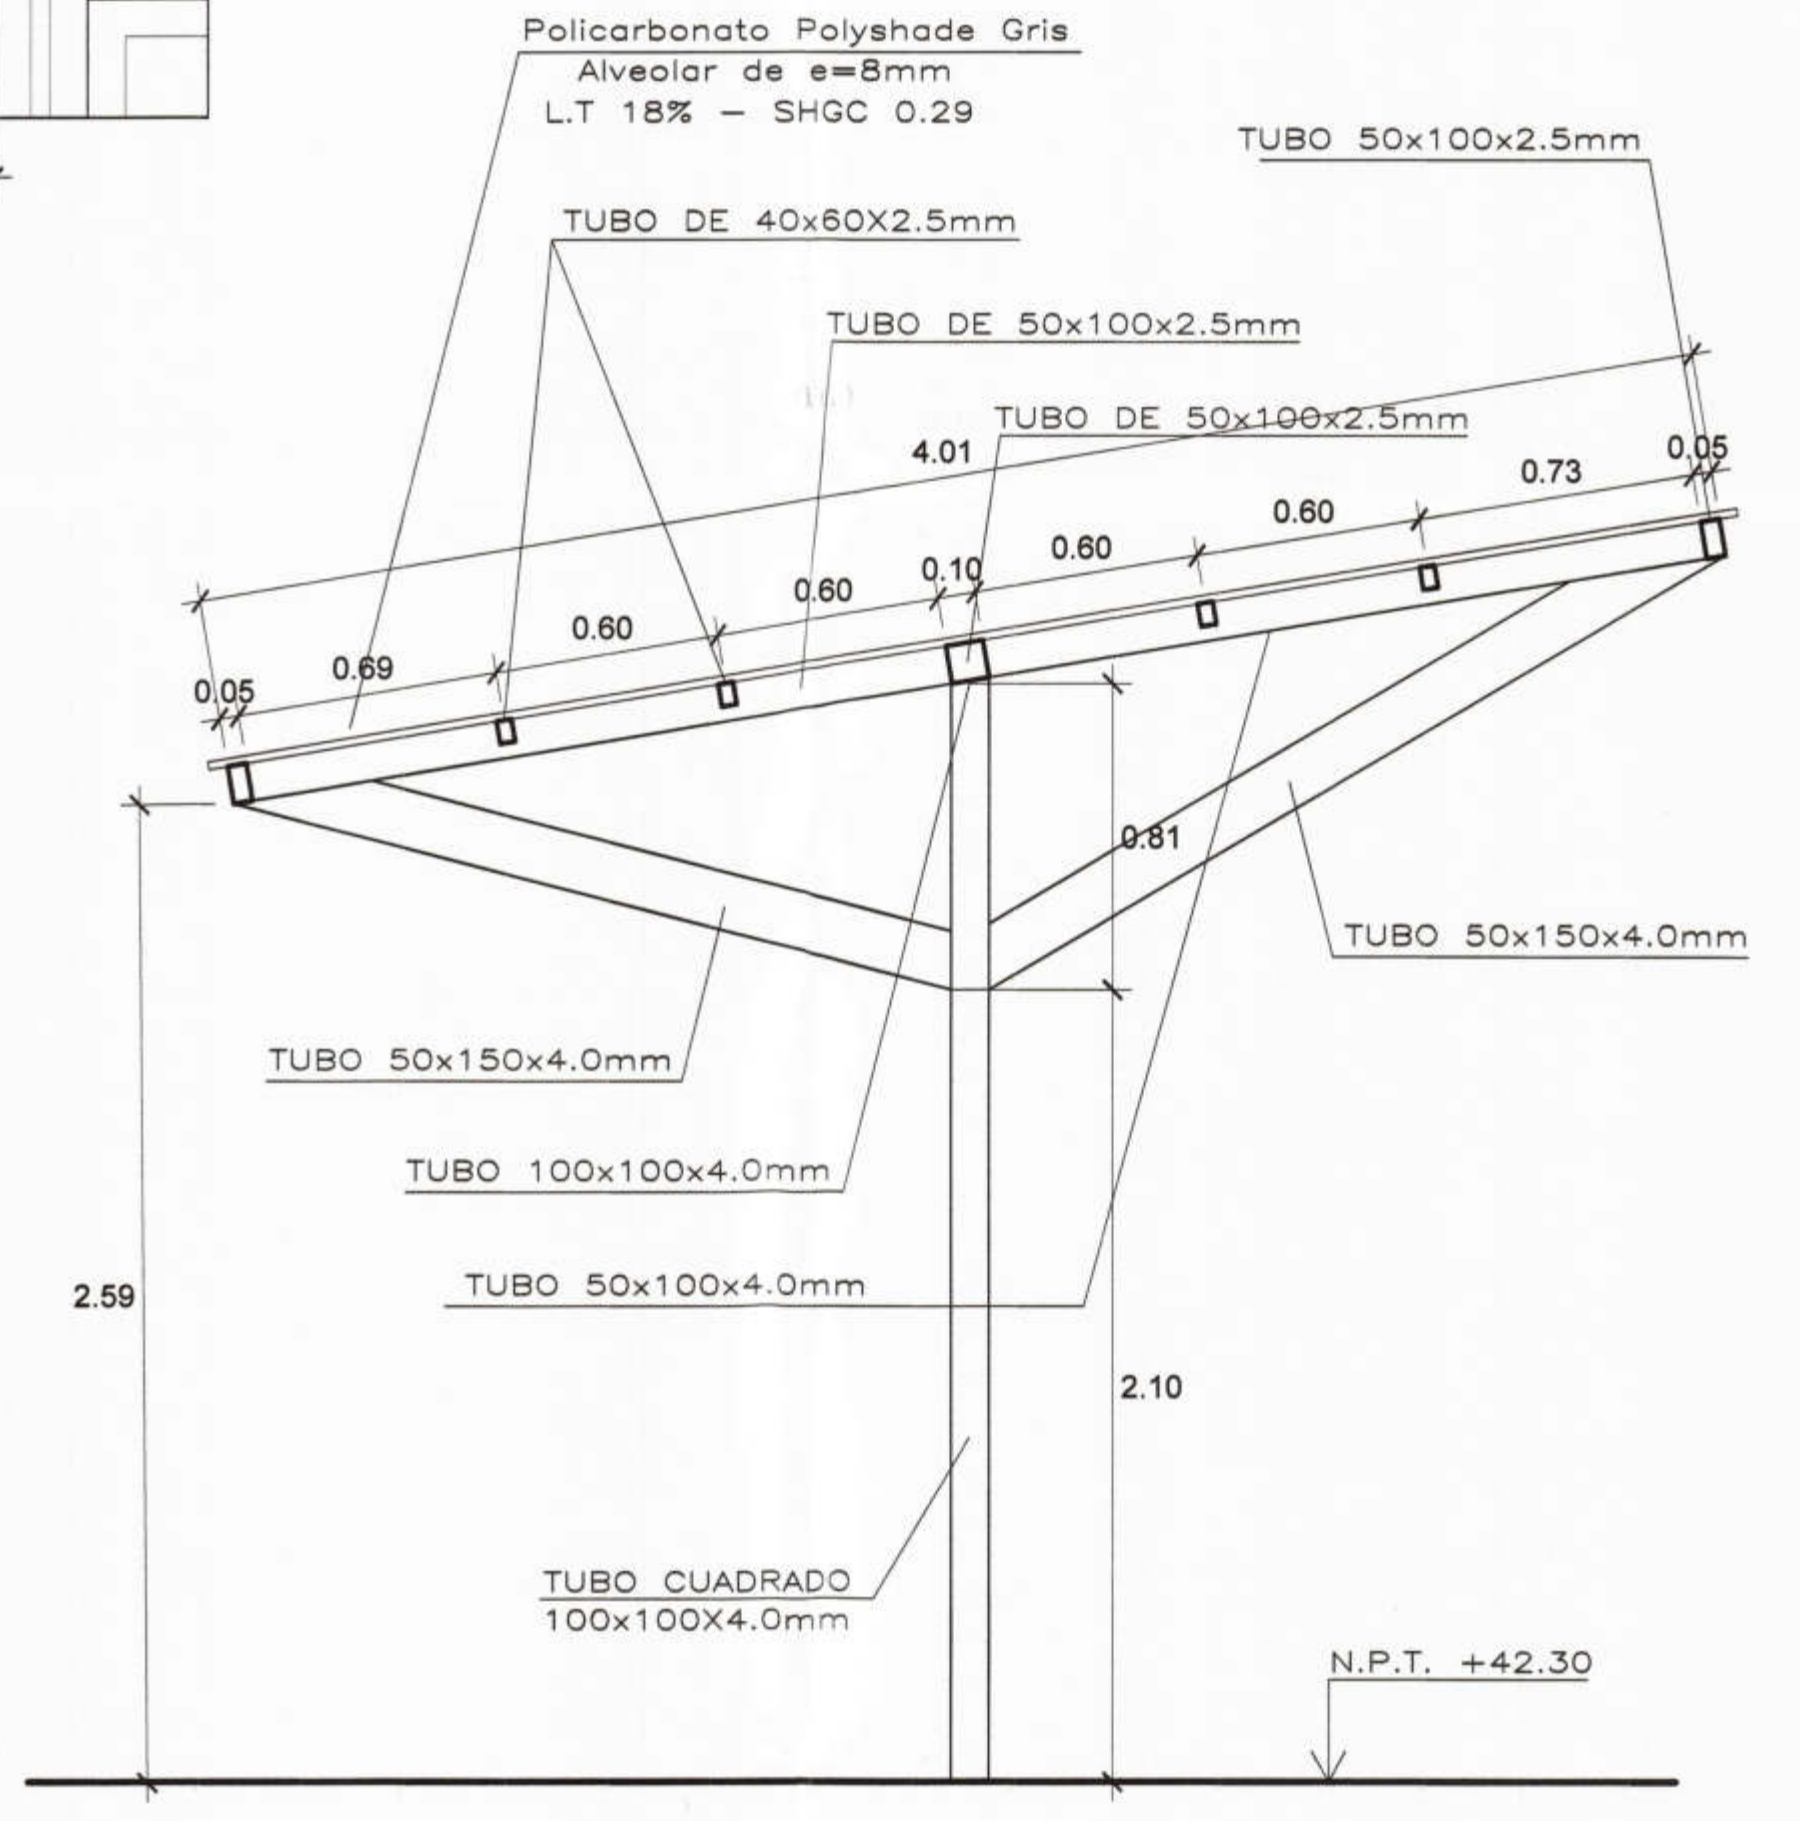 Policarbonato Polyshade Gris
Alveolar de e=8mm
L.T 18% – SHGC 0.29
TUBO 50x100x2.5mm
TUBO DE 40x60X2.5mm
TUBO DE 50x100x2.5mm
TUBO DE 50x100x2.5mm
4.01
0.05
0.73
0.60
0.60
0.10
0.60
0.60
0.69
0.05
0.81
TUBO 50x150x4.0mm
TUBO 50x150x4.0mm
TUBO 100x100x4.0mm
TUBO 50x100x4.0mm
2.59
2.10
TUBO CUADRADO
100x100X4.0mm
N.P.T. +42.30